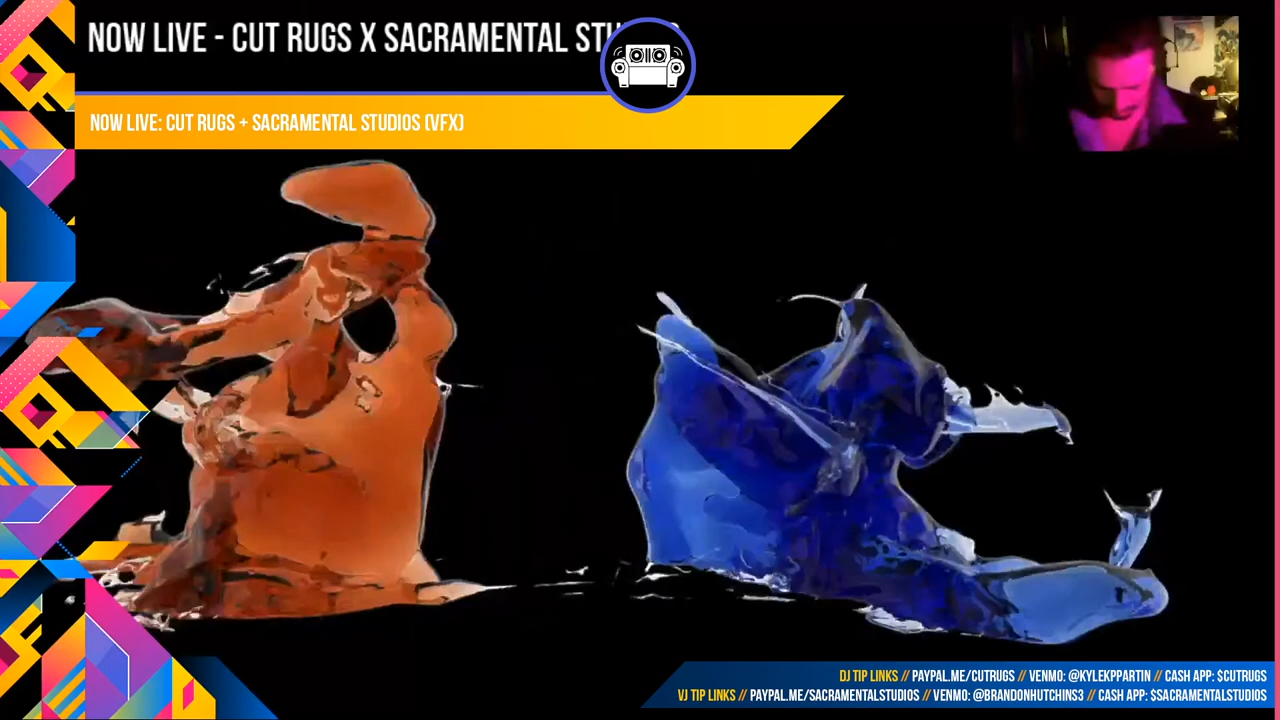 NOW LIVE - CUT RUGS X SACRAMENTAL
NOW LIVE: CUT RUGS + SACRAMENTAL STUDIOS (VFX)
DJ TIP LINKS // PAYPAL.ME/CUTRUGS // VENMO: @KYLEKPPARTIN // CASH APP: $CUTRUGS
VJ TIP LINKS // PAYPAL.ME/SACRAMENTALSTUDIOS // VENMO: @BRANDONHUTCHINS3 // CASH APP: $SACRAMENTALSTUDIOS